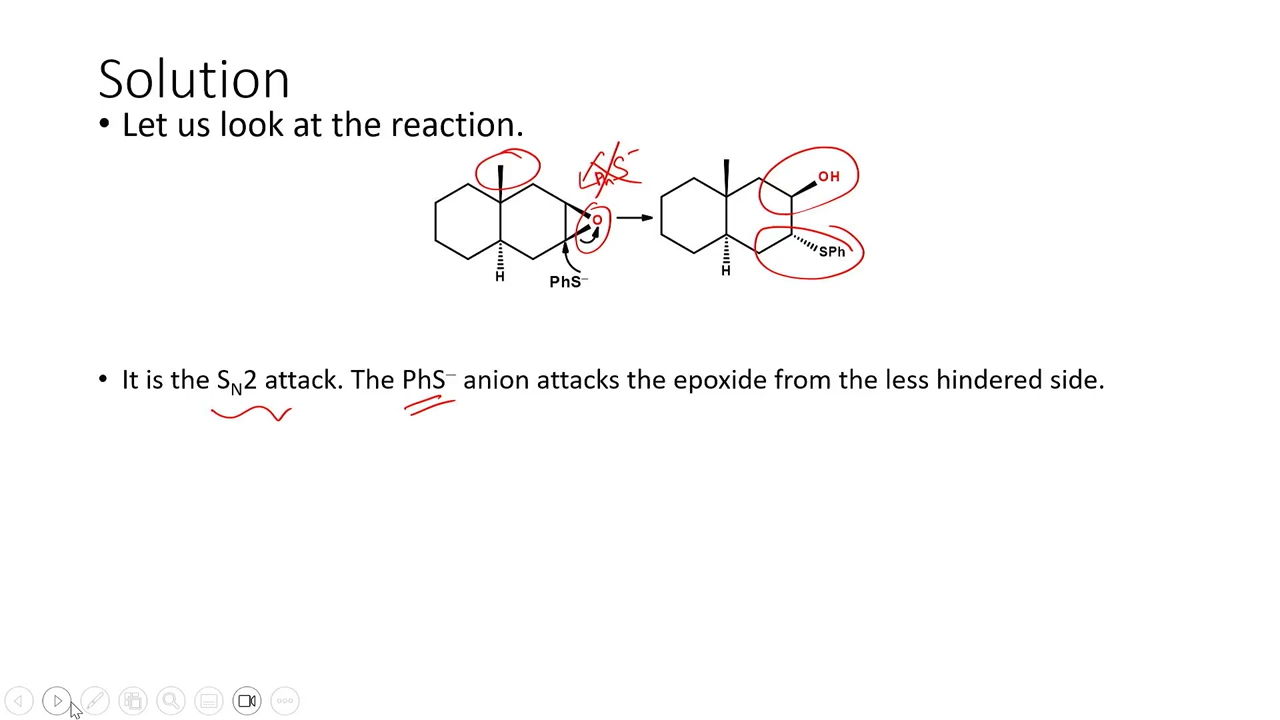 Solution
• Let us look at the reaction.
PhS⁻
O
OH
SPh
H
H
PhS⁻
• It is the SN2 attack. The PhS⁻ anion attacks the epoxide from the less hindered side.